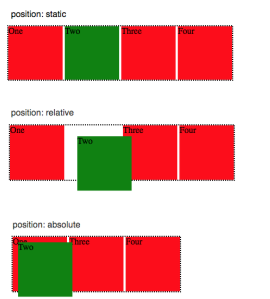 position: static
One Two Three Four
position: relative
One Three Four
Two
position: absolute
One Three Four
Two